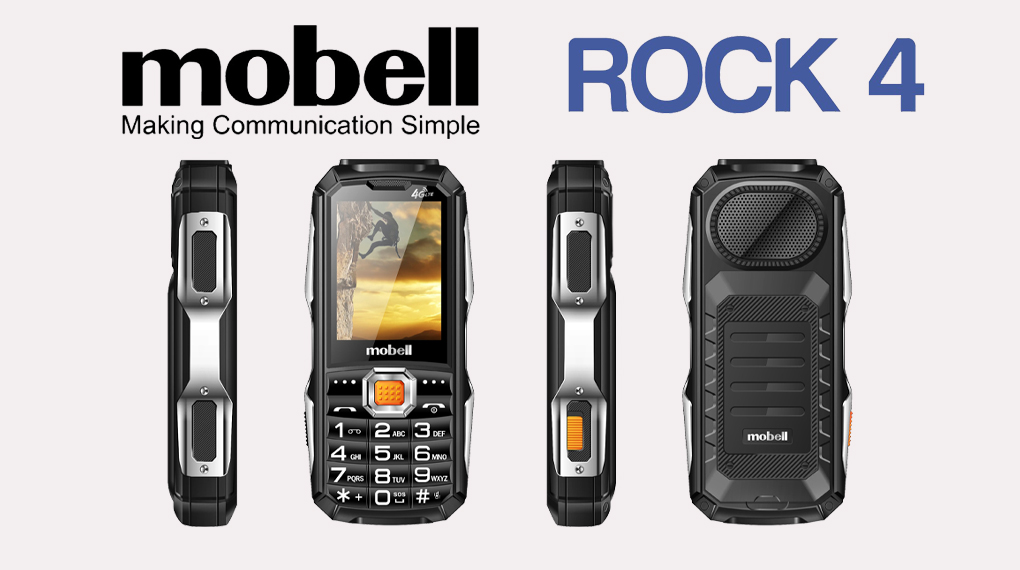 mobell
ROCK 4
Making Communication Simple
4G LTE
mobell
1
2 ABC
3 DEF
4 GHI
5 JKL
6 MNO
7 PQRS
8 TUV
9 WXYZ
* +
0 SOS
#
mobell